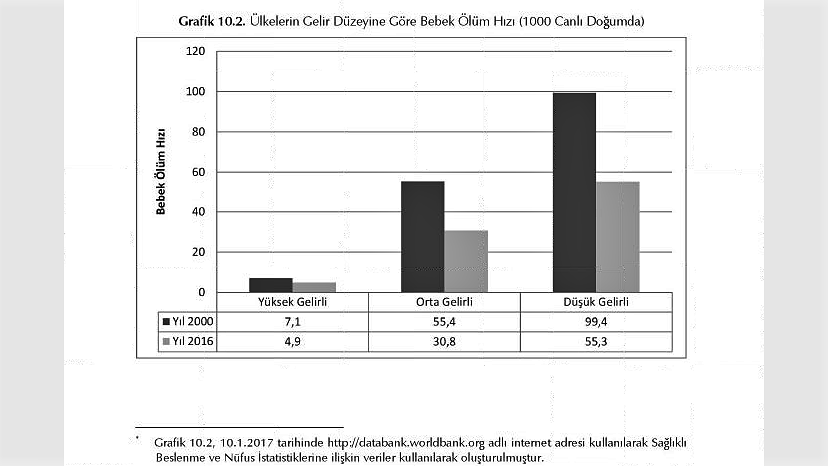 Grafik 10.2. Ülkelerin Gelir Düzeyine Göre Bebek Ölüm Hızı (1000 Canlı Doğumda)
120
100
80
60
40
20
0
Bebek Ölüm Hızı
Yüksek Gelirli Orta Gelirli Düşük Gelirli
Yıl 2000 7,1 55,4 99,4
Yıl 2016 4,9 30,8 55,3
* Grafik 10.2, 10.1.2017 tarihinde http://databank.worldbank.org adlı internet adresi kullanılarak Sağlıklı
Beslenme ve Nüfus İstatistiklerine ilişkin veriler kullanılarak oluşturulmuştur.